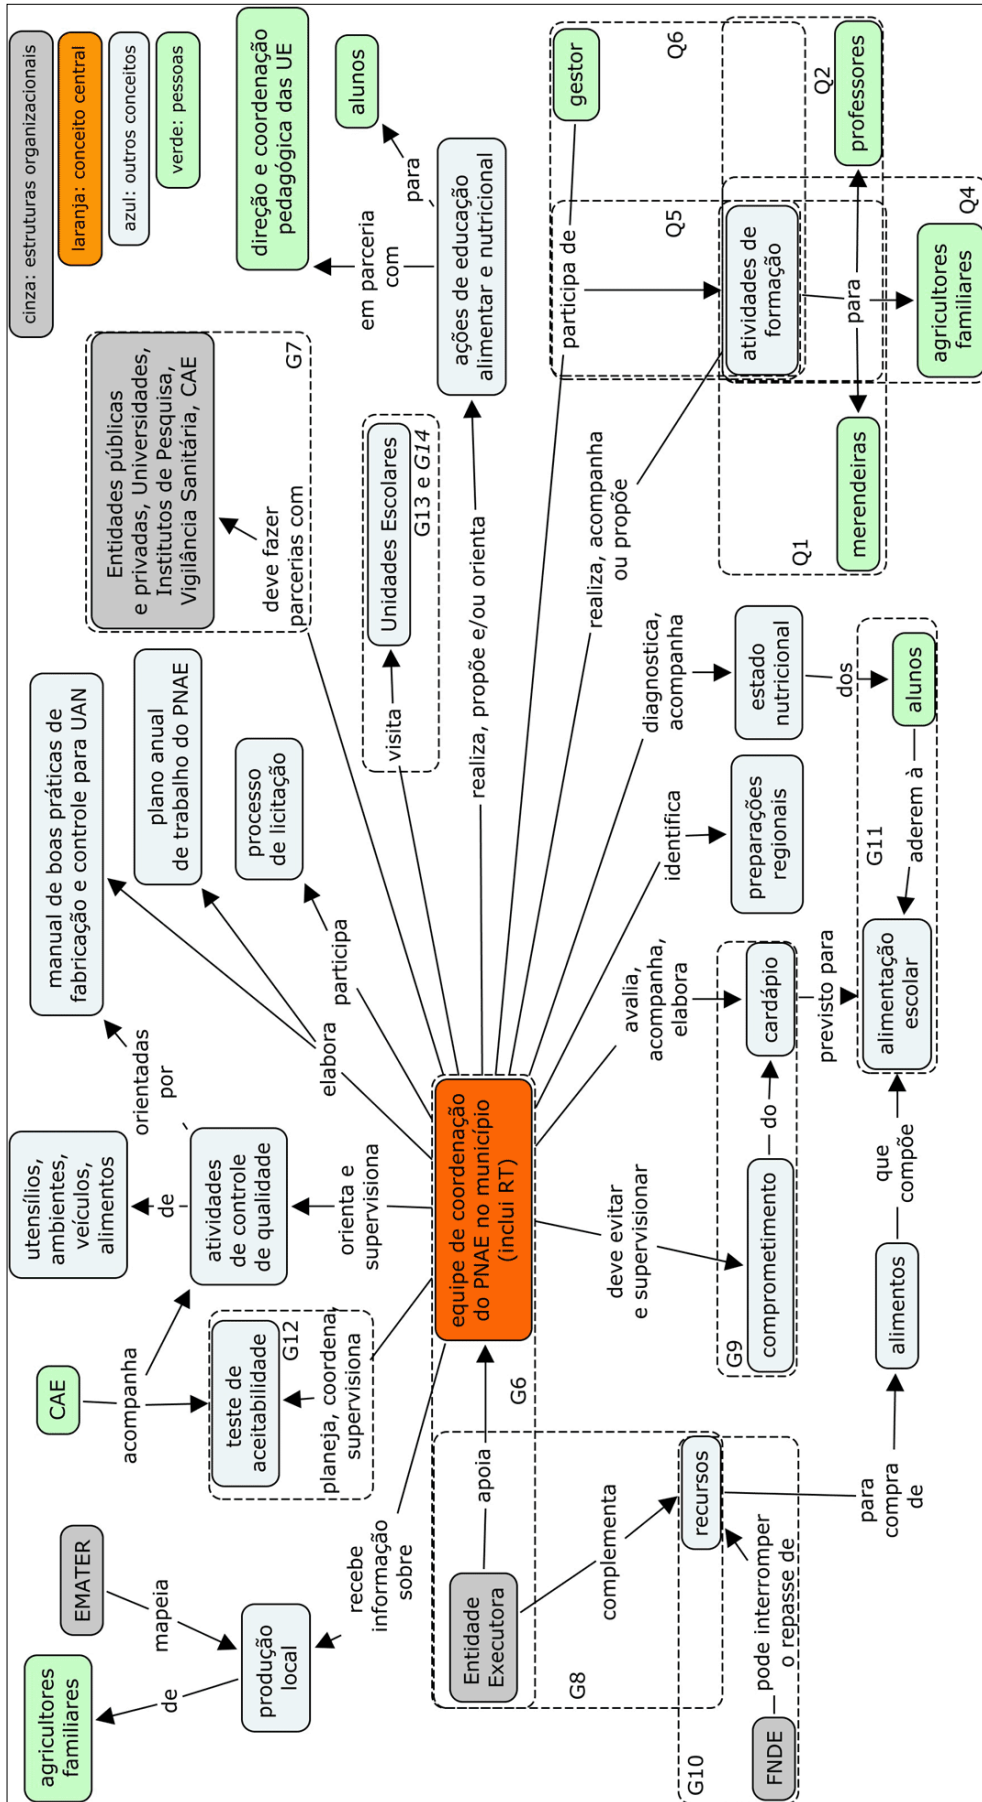 agricultores
familiares
de
produção
local
EMATER
mapeia
recebe
informação
sobre
CAE
acompanha
teste de
aceitabilidade
G12
planeja, coordena,
supervisiona
utensílios,
ambientes,
veículos,
alimentos
de
atividades
de controle
de qualidade
orientadas
por
orienta e
supervisiona
manual de boas práticas de
fabricação e controle para UAN
plano anual
de trabalho do PNAE
elabora
processo
de licitação
participa
Entidades públicas
e privadas, Universidades,
Institutos de Pesquisa,
Vigilância Sanitária, CAE
G7
deve fazer
parcerias com
Unidades Escolares
G13 e G14
visita
cinza: estruturas organizacionais
laranja: conceito central
azul: outros conceitos
verde: pessoas
direção e coordenação
pedagógica das UE
alunos
em parceria
com
para
ações de educação
alimentar e nutricional
realiza, propõe e/ou orienta
Entidade
Executora
apoia
G6
equipe de coordenação
do PNAE no município
(inclui RT)
G8
complementa
recursos
G10
FNDE
pode interromper
o repasse de
para
compra
de
alimentos
que
compõe
deve evitar
e supervisionar
G9
comprometimento
do
cardápio
avalia,
acompanha,
elabora
previsto para
alimentação
escolar
G11
aderem à
alunos
dos
identifica
preparações
regionais
diagnostica,
acompanha
estado
nutricional
realiza, acompanha
ou propõe
participa de
gestor
Q6
Q5
atividades de
formação
Q2
professores
Q1
merendeiras
para
Q4
agricultores
familiares